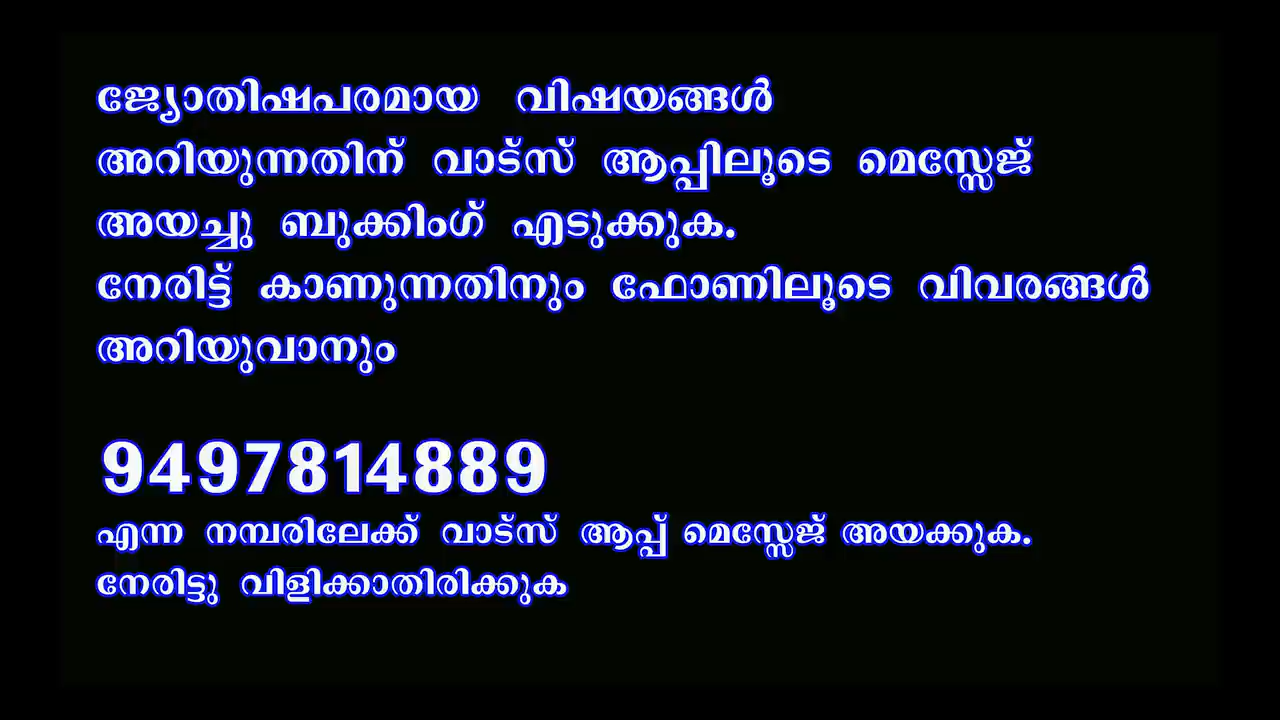 ജ്യോതിഷപരമായ വിഷയങ്ങൾ
അറിയുന്നതിന് വാട്സ് ആപ്പിലൂടെ മെസ്സേജ്
അയച്ചു ബുക്കിംഗ് എടുക്കുക.
നേരിട്ട് കാണുന്നതിനും ഫോണിലൂടെ വിവരങ്ങൾ
അറിയുവാനും
9497814889
എന്ന നമ്പരിലേക്ക് വാട്സ് ആപ്പ് മെസ്സേജ് അയക്കുക.
നേരിട്ടു വിളിക്കാതിരിക്കുക